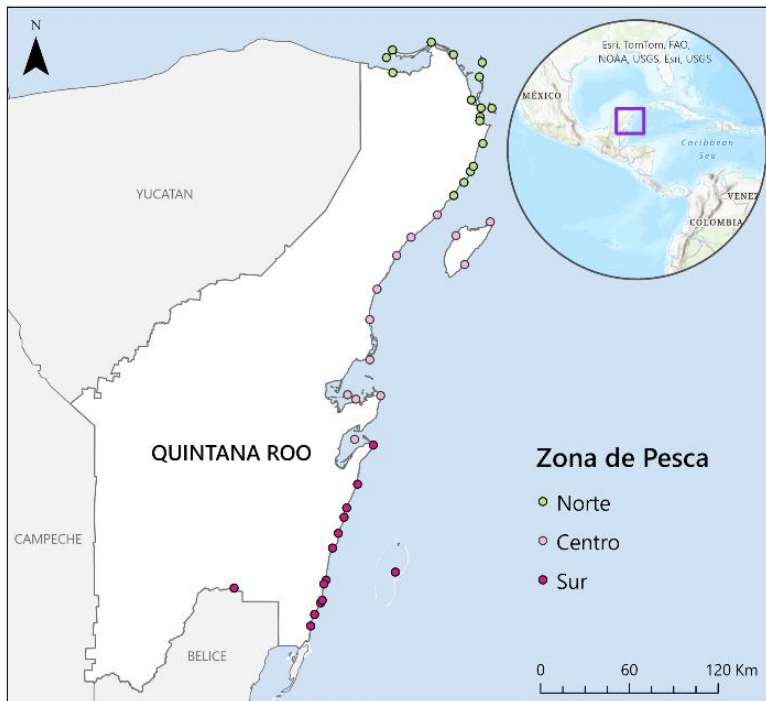 N
Esri, TomTom, FAO,
NOAA, USGS, Esri, USGS
MÉXICO
Caribbean
Sea
VENEZ
COLOMBIA
YUCATAN
QUINTANA ROO
CAMPECHE
BELICE
Zona de Pesca
Norte
Centro
Sur
0 60 120 Km